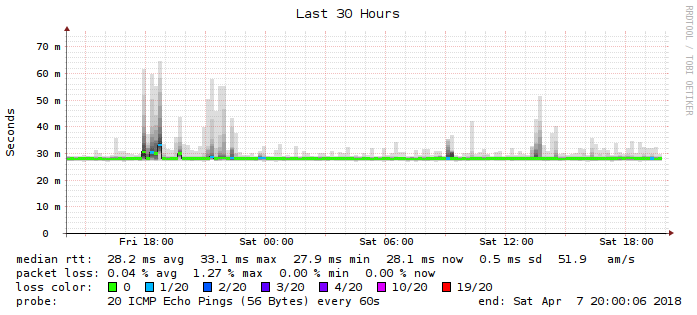 Last 30 Hours
RRDTOOL / TOBI OETIKER
Seconds
70 m
60 m
50 m
40 m
30 m
20 m
10 m
0
Fri 18:00 Sat 00:00 Sat 06:00 Sat 12:00 Sat 18:00
median rtt: 28.2 ms avg 33.1 ms max 27.9 ms min 28.1 ms now 0.5 ms sd 51.9 am/s
packet loss: 0.04 % avg 1.27 % max 0.00 % min 0.00 % now
loss color: 0 1/20 2/20 3/20 4/20 10/20 19/20
probe: 20 ICMP Echo Pings (56 Bytes) every 60s end: Sat Apr 7 20:00:06 2018